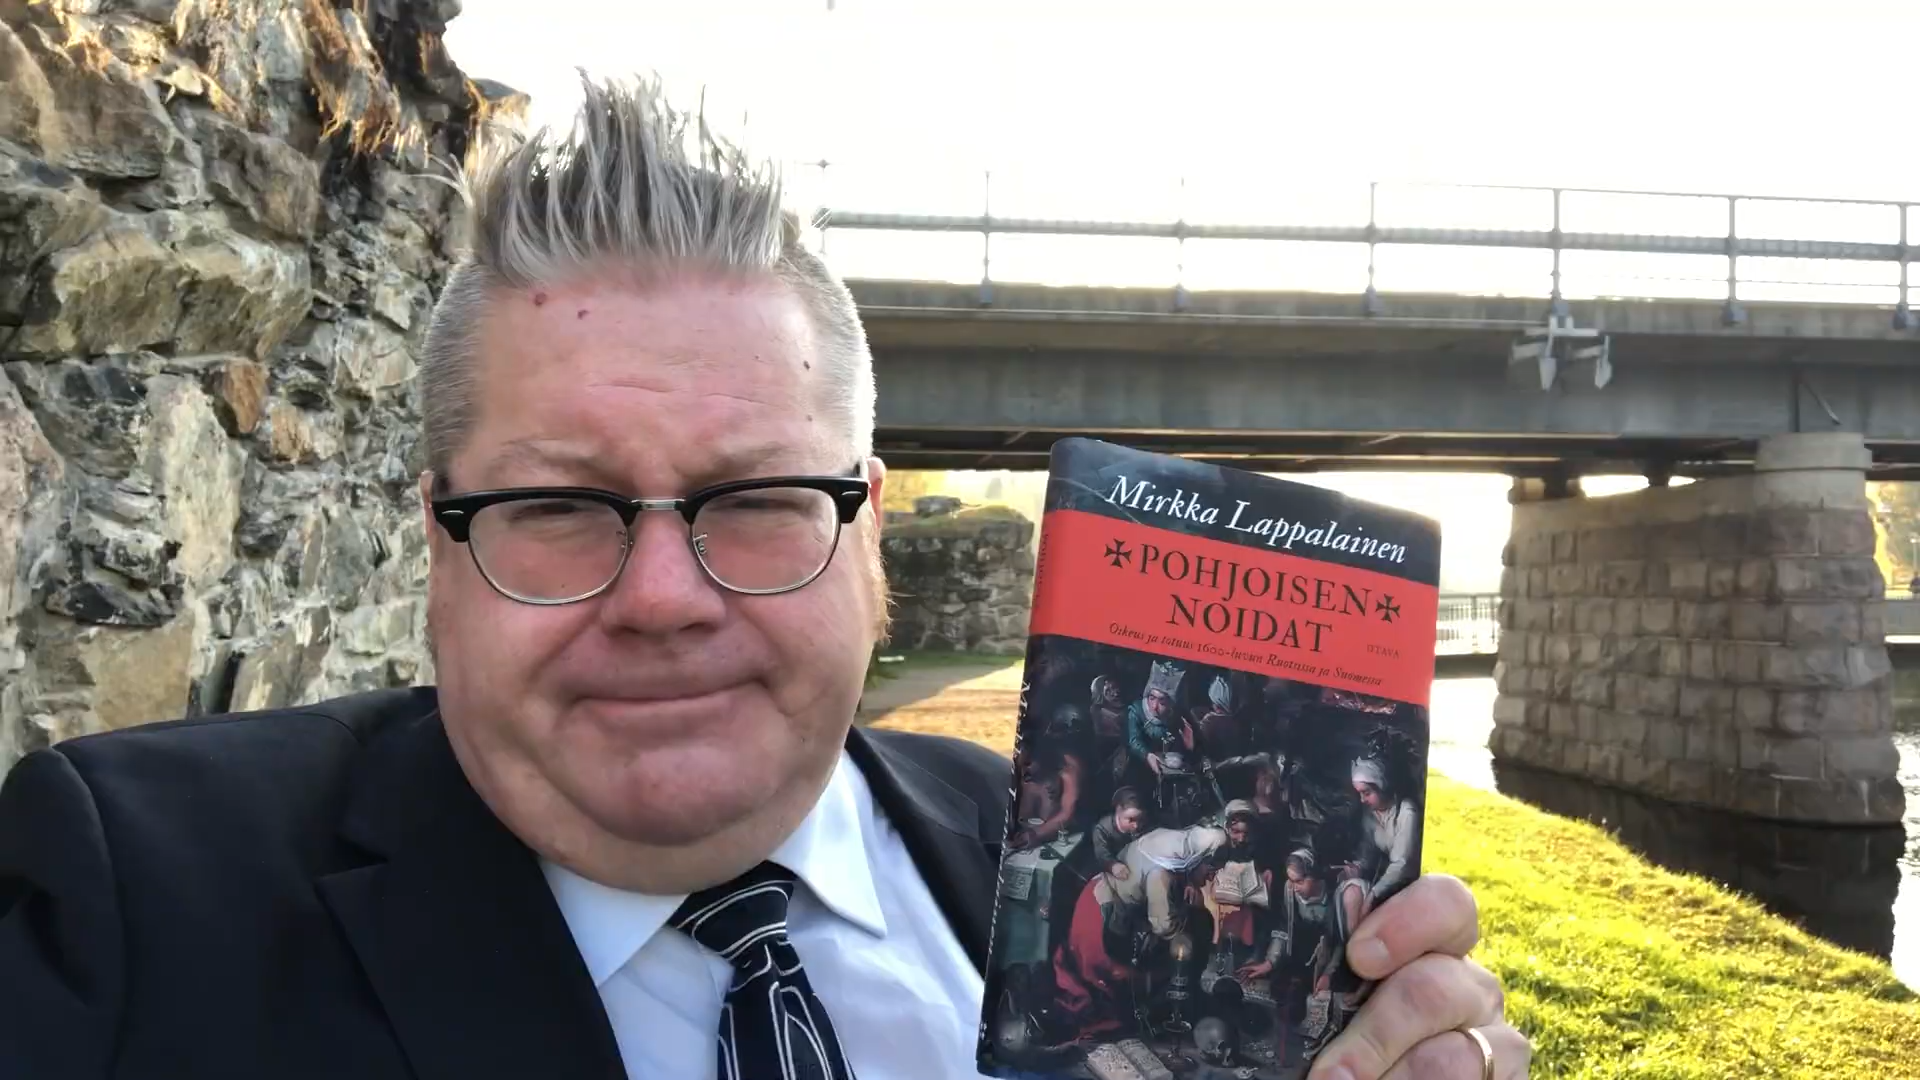 Mirkka Lappalainen
POHJOISEN
NOIDAT
OTAVA
Oikeus ja totuus 1600-luvun Ruotsissa ja Suomessa